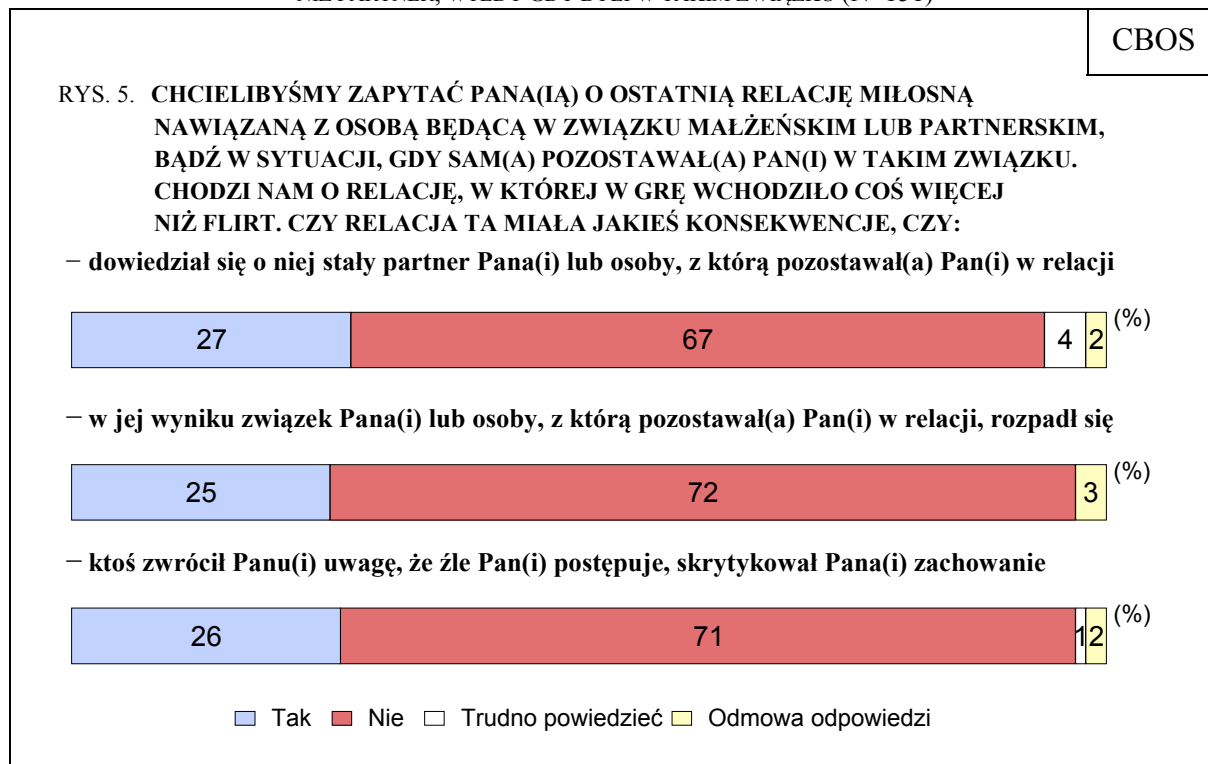 CBOS
RYS. 5. CHCIELIBYŚMY ZAPYTAĆ PANA(IĄ) O OSTATNIĄ RELACJĘ MIŁOSNĄ
NAWIĄZANĄ Z OSOBĄ BĘDĄCĄ W ZWIĄZKU MAŁŻEŃSKIM LUB PARTNERSKIM,
BĄDŹ W SYTUACJI, GDY SAM(A) POZOSTAWAŁ(A) PAN(I) W TAKIM ZWIĄZKU.
CHODZI NAM O RELACJĘ, W KTÓREJ W GRĘ WCHODZIŁO COŚ WIĘCEJ
NIŻ FLIRT. CZY RELACJA TA MIAŁA JAKIEŚ KONSEKWENCJE, CZY:
− dowiedział się o niej stały partner Pana(i) lub osoby, z którą pozostawał(a) Pan(i) w relacji
27 67 4 2 (%)
− w jej wyniku związek Pana(i) lub osoby, z którą pozostawał(a) Pan(i) w relacji, rozpadł się
25 72 3 (%)
− ktoś zwrócił Panu(i) uwagę, że źle Pan(i) postępuje, skrytykował Pana(i) zachowanie
26 71 1 2 (%)
Tak Nie Trudno powiedzieć Odmowa odpowiedzi